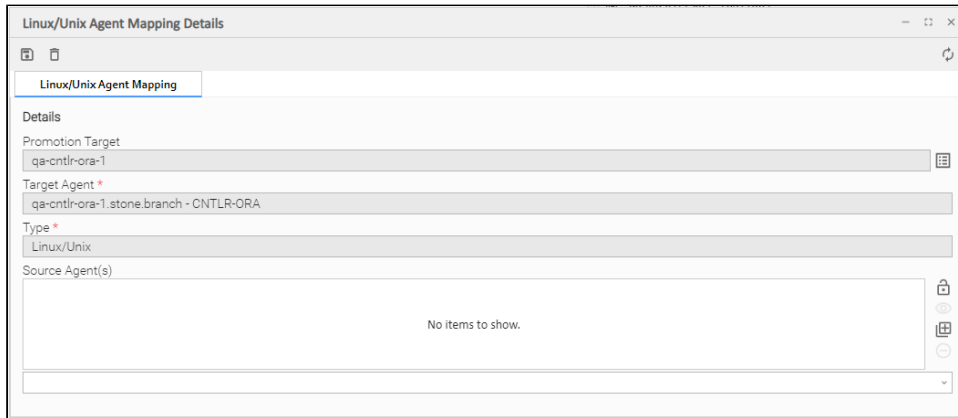 Linux/Unix Agent Mapping Details
Linux/Unix Agent Mapping
Details
Promotion Target
qa-cntlr-ora-1
Target Agent *
qa-cntlr-ora-1.stone.branch - CNTLR-ORA
Type *
Linux/Unix
Source Agent(s)
No items to show.